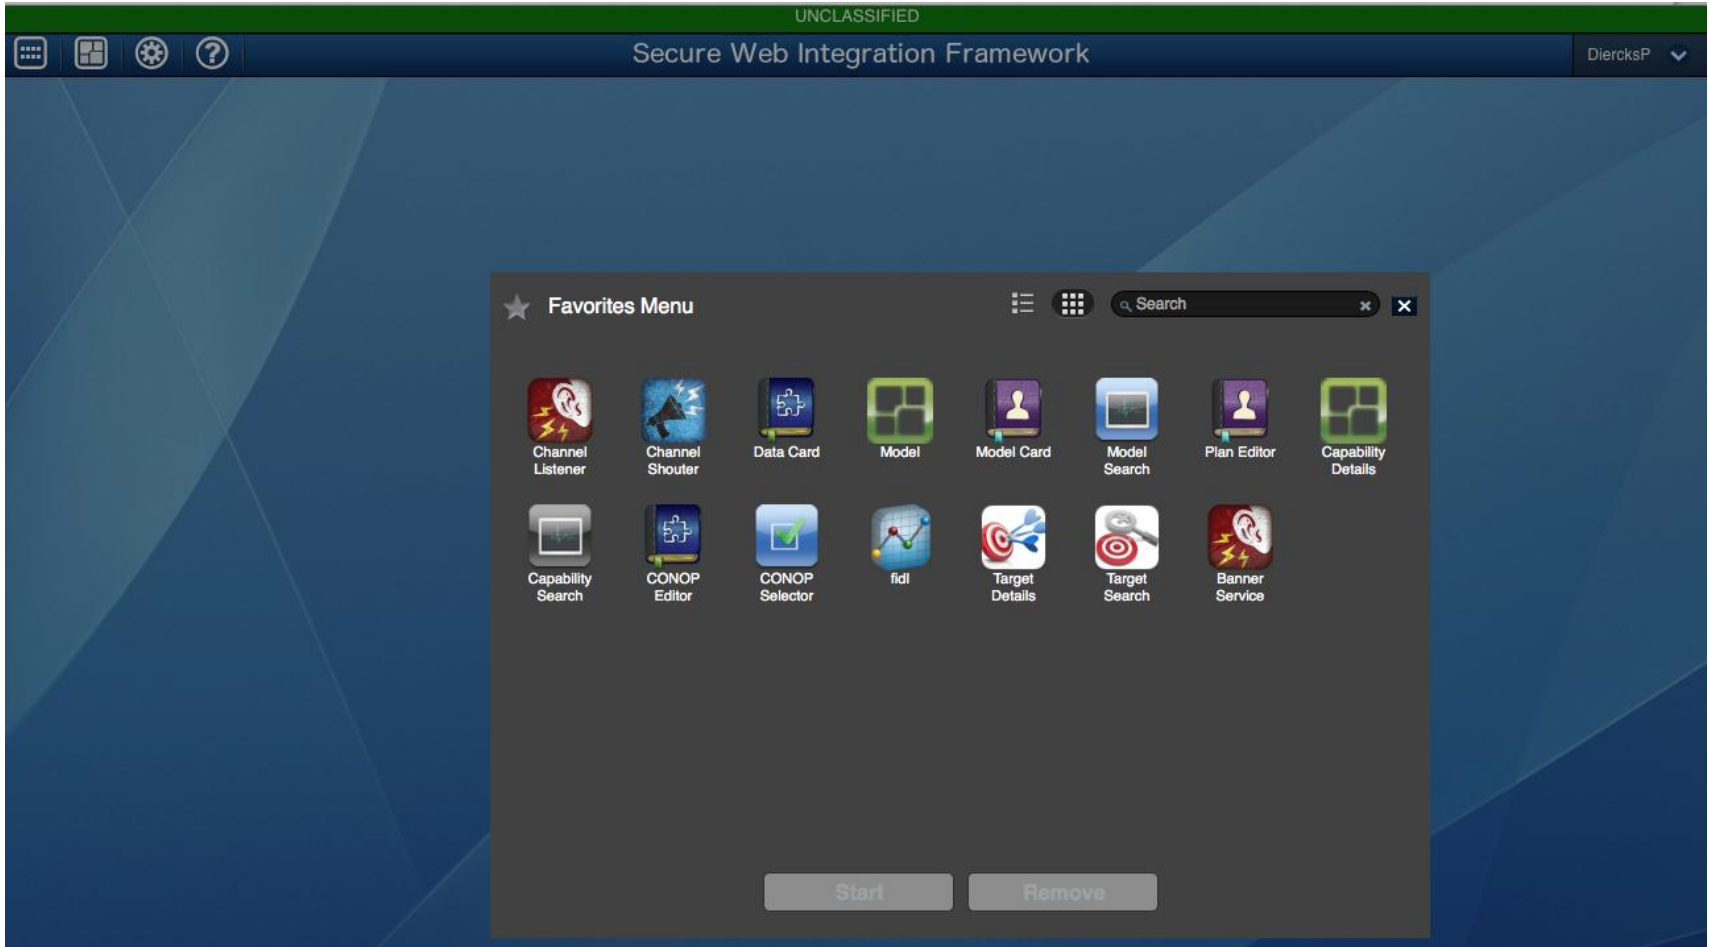 UNCLASSIFIED
Secure Web Integration Framework
DiercksP
Favorites Menu
Search
Channel
Listener
Channel
Shouter
Data Card
Model
Model Card
Model
Search
Plan Editor
Capability
Details
Capability
Search
CONOP
Editor
CONOP
Selector
fidl
Target
Details
Target
Search
Banner
Service
Start
Remove